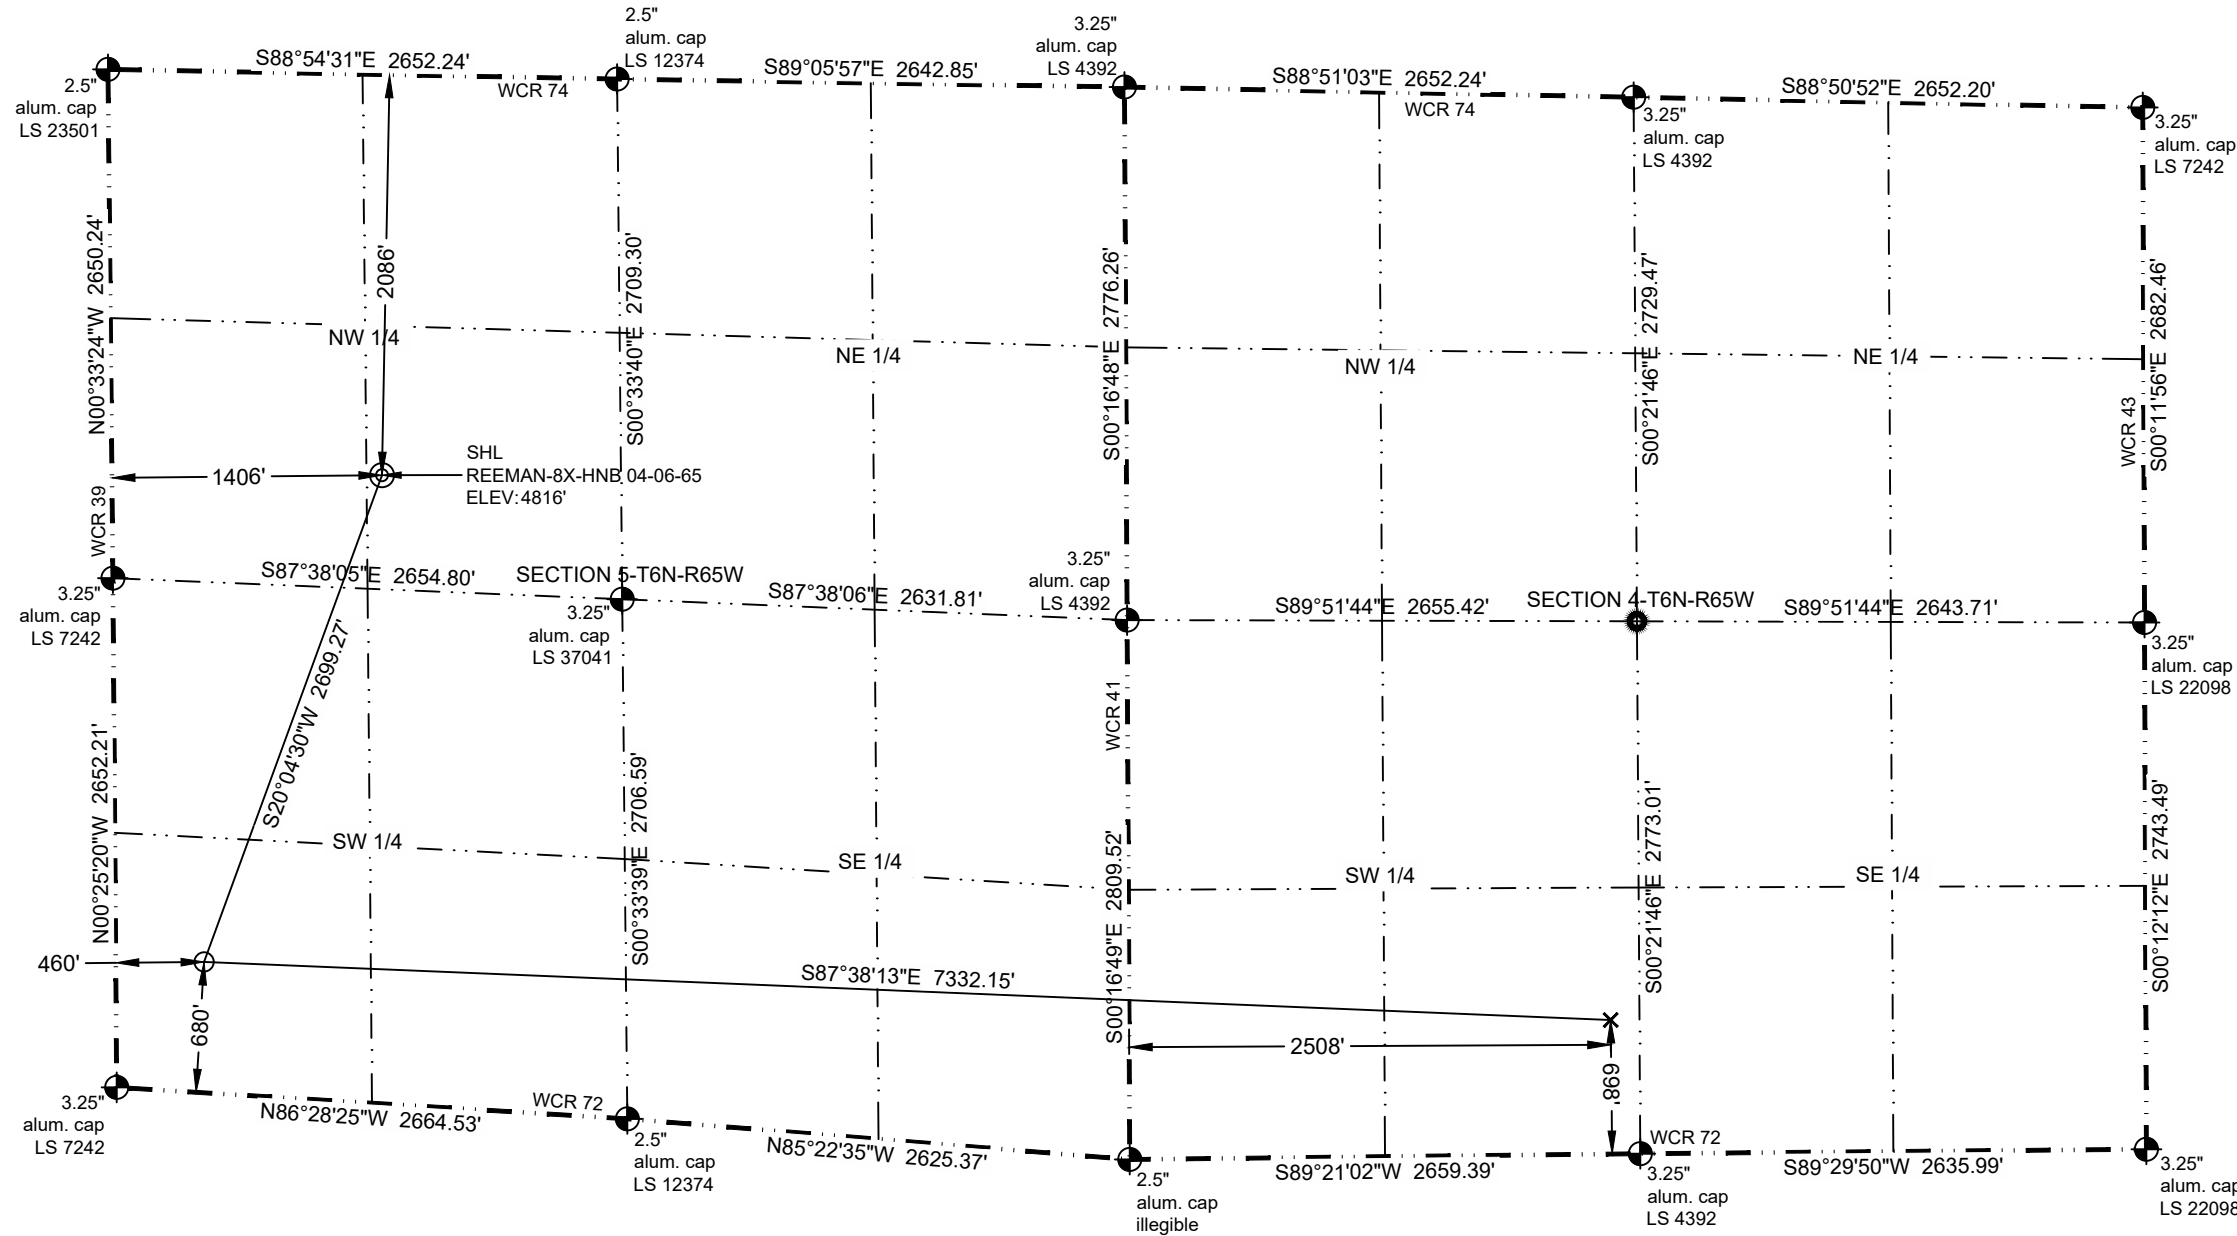 2.5"
alum. cap
LS 12374
3.25"
alum. cap
LS 4392
S88°54'31"E 2652.24'
WCR 74
S89°05'57"E 2642.85'
S88°51'03"E 2652.24'
WCR 74
S88°50'52"E 2652.20'
2.5"
alum. cap
LS 23501
3.25"
alum. cap
LS 4392
3.25"
alum. cap
LS 7242
N00°33'24"W 2650.24'
2086'
S00°33'40"E 2709.30'
S00°16'48"E 2776.26'
S00°21'46"E 2729.47'
S00°11'56"E 2682.46'
NW 1/4
NE 1/4
NW 1/4
NE 1/4
WCR 43
1406'
SHL
REEMAN-8X-HNB 04-06-65
ELEV:4816'
WCR 39
S87°38'05"E 2654.80'
SECTION 5-T6N-R65W
S87°38'06"E 2631.81'
3.25"
alum. cap
LS 4392
S89°51'44"E 2655.42'
SECTION 4-T6N-R65W
S89°51'44"E 2643.71'
3.25"
alum. cap
LS 7242
3.25"
alum. cap
LS 37041
3.25"
alum. cap
LS 22098
S20°04'30"W 2699.27'
WCR 41
N00°25'20"W 2652.21'
S00°33'39"E 2706.59'
S00°16'49"E 2809.52'
S00°21'46"E 2773.01'
S00°12'12"E 2743.49'
SW 1/4
SE 1/4
SW 1/4
SE 1/4
460'
S87°38'13"E 7332.15'
680'
2508'
698'
3.25"
alum. cap
LS 7242
N86°28'25"W 2664.53'
WCR 72
2.5"
alum. cap
LS 12374
N85°22'35"W 2625.37'
2.5"
alum. cap
illegible
S89°21'02"W 2659.39'
WCR 72
3.25"
alum. cap
LS 4392
S89°29'50"W 2635.99'
3.25"
alum. cap
LS 22098